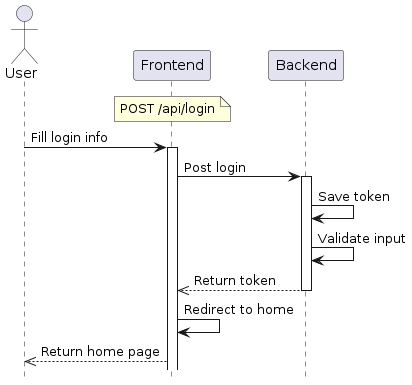 User
Frontend
Backend
POST /api/login
Fill login info
Post login
Save token
Validate input
Return token
Redirect to home
Return home page